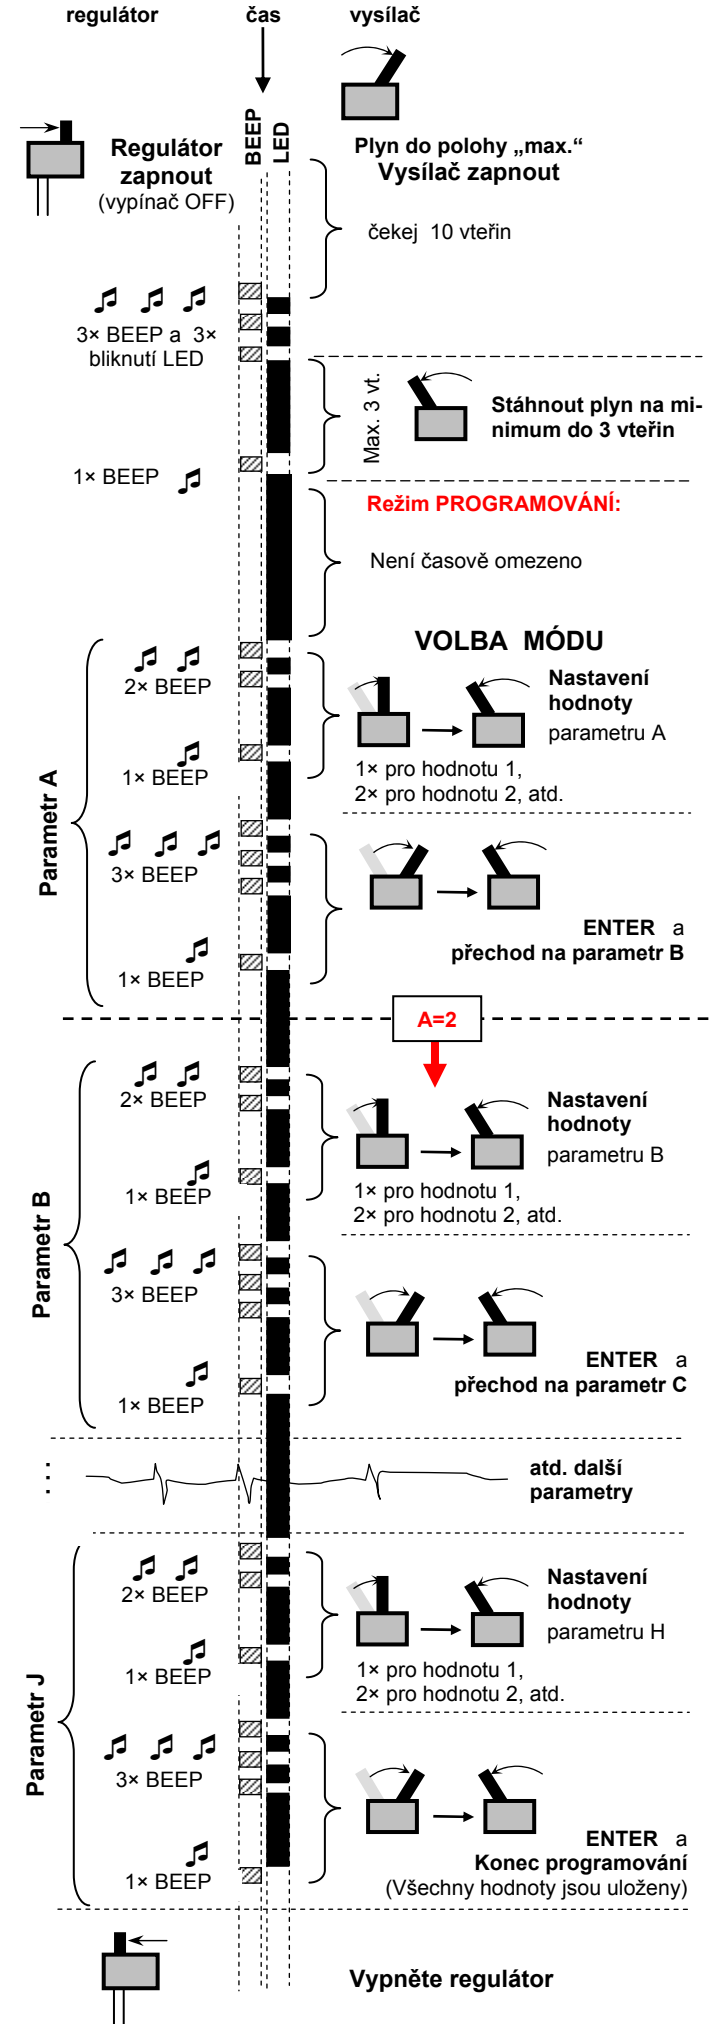 regulátor čas vysílač
BEEP
LED
Regulátor
zapnout
(vypínač OFF)
Plyn do polohy „max.“
Vysílač zapnout
čekej 10 vteřin
3× BEEP a 3×
bliknutí LED
Max. 3 vt.
Stáhnout plyn na mi-
nimum do 3 vteřin
1× BEEP
Režim PROGRAMOVÁNÍ:
Není časově omezeno
VOLBA MÓDU
Parametr A
2× BEEP
Nastavení
hodnoty
parametru A
1× BEEP
1× pro hodnotu 1,
2× pro hodnotu 2, atd.
3× BEEP
ENTER a
přechod na parametr B
1× BEEP
A=2
Parametr B
2× BEEP
Nastavení
hodnoty
parametru B
1× BEEP
1× pro hodnotu 1,
2× pro hodnotu 2, atd.
3× BEEP
ENTER a
přechod na parametr C
1× BEEP
...
atd. další
parametry
Parametr J
2× BEEP
Nastavení
hodnoty
parametru H
1× BEEP
1× pro hodnotu 1,
2× pro hodnotu 2, atd.
3× BEEP
ENTER a
Konec programování
(Všechny hodnoty jsou uloženy)
1× BEEP
Vypněte regulátor